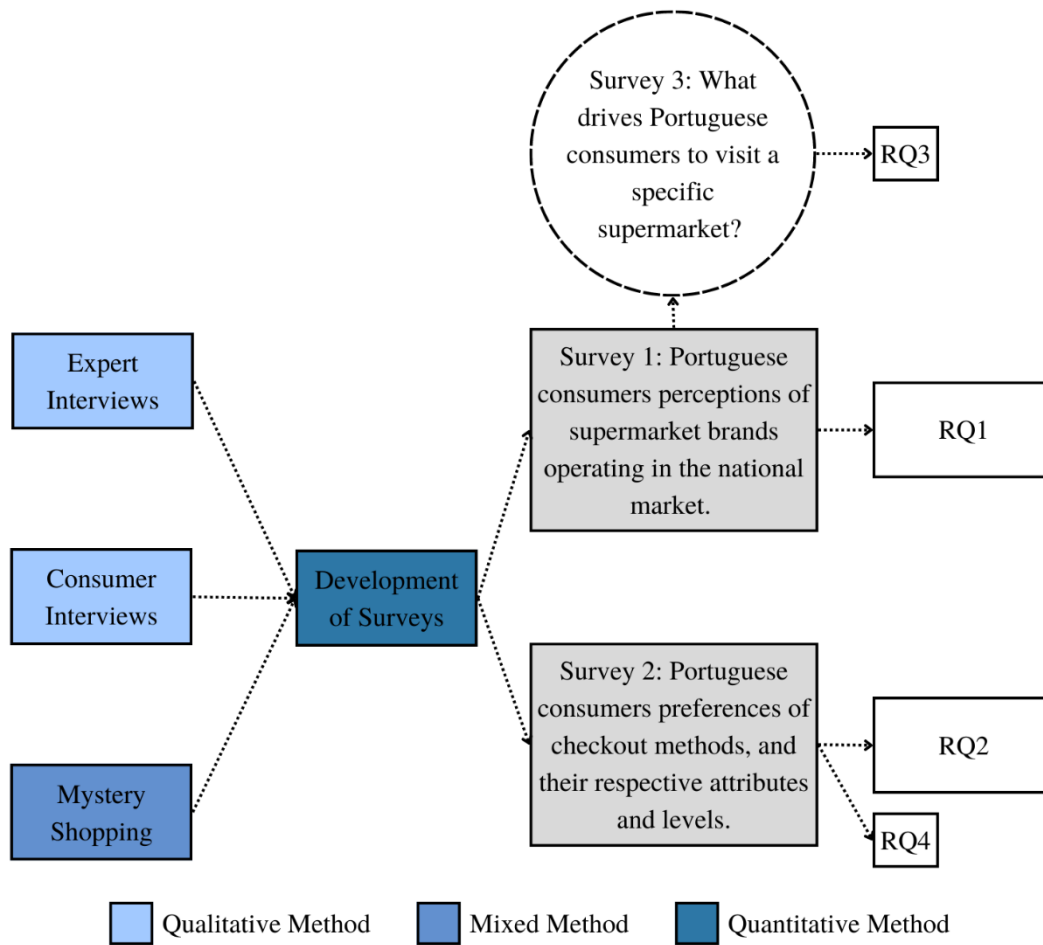 Survey 3: What
drives Portuguese
consumers to visit a
specific
supermarket?
RQ3
Expert
Interviews
Survey 1: Portuguese
consumers perceptions of
supermarket brands
operating in the national
market.
RQ1
Consumer
Interviews
Development
of Surveys
Survey 2: Portuguese
consumers preferences of
checkout methods, and
their respective attributes
and levels.
RQ2
RQ4
Mystery
Shopping
Qualitative Method
Mixed Method
Quantitative Method